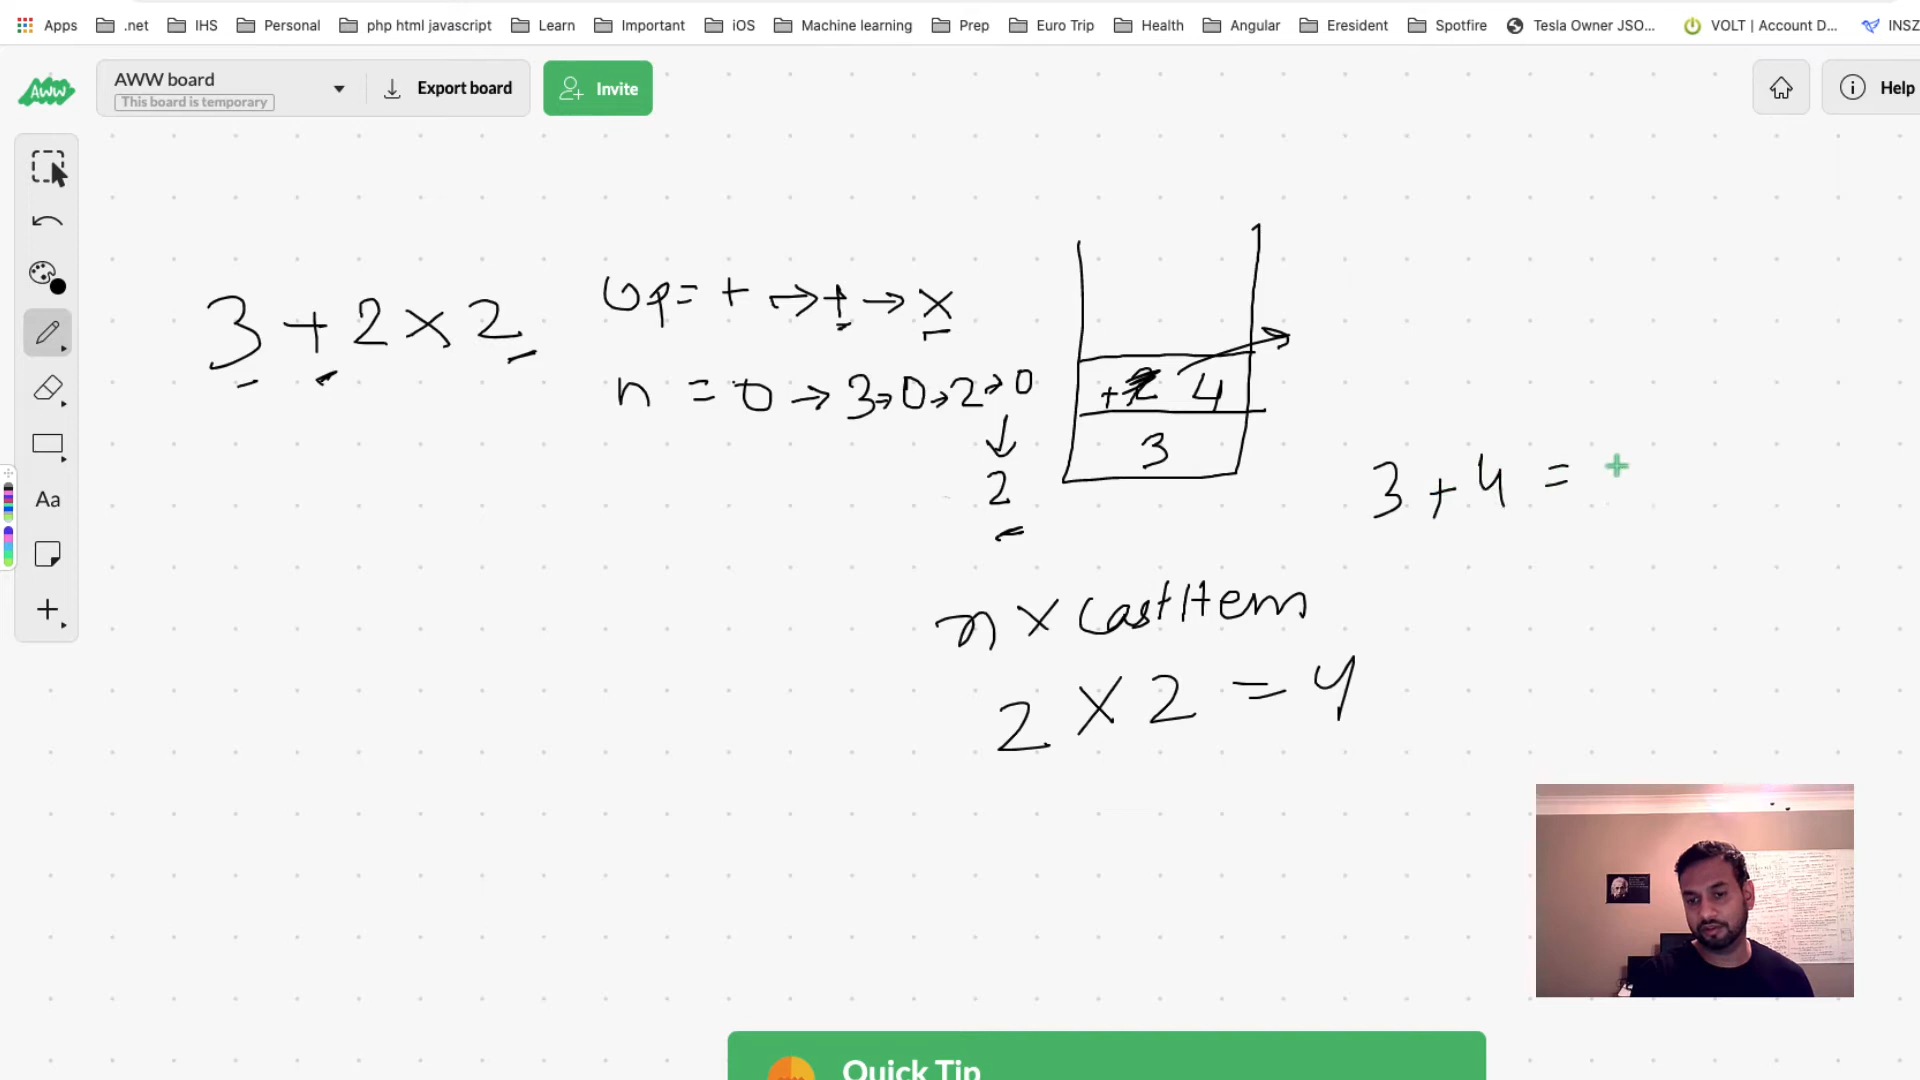 Apps .net IHS Personal php html javascript Learn Important iOS Machine learning Prep Euro Trip Health Angular Eresident Spotfire Tesla Owner JSO... VOLT | Account D... INSZ
AWW
AWW board
This board is temporary
Export board
Invite
Help
Aa
3 + 2 × 2
Op = + → + → ×
n = 0 → 3 → 0 → 2 → 0
↓
2
+ 4
3
3 + 4 =
n × LastItem
2 × 2 = 4
Quick Tip